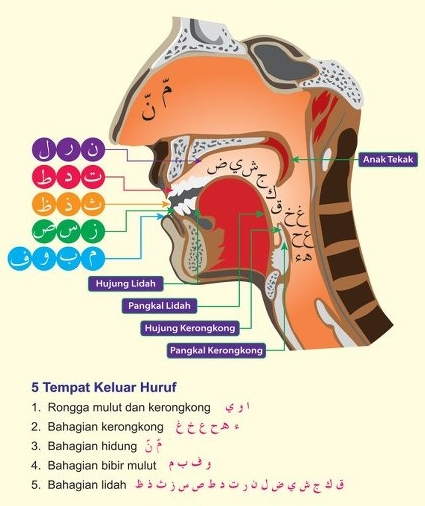 مّ نّ
ن ر ل
ت د ط
ث ذ ظ
ز س ص
م ب و ف
ض ي ش ج
ك
ق
غ خ
ع ح
ه ء
Anak Tekak
Hujung Lidah
Pangkal Lidah
Hujung Kerongkong
Pangkal Kerongkong
5 Tempat Keluar Huruf
1. Rongga mulut dan kerongkong ا و ي
2. Bahagian kerongkong ء ه ح ع خ غ
3. Bahagian hidung مّ نّ
4. Bahagian bibir mulut و ف ب م
5. Bahagian lidah ق ك ج ش ي ض ل ن ر ت د ط ص س ز ث ذ ظ